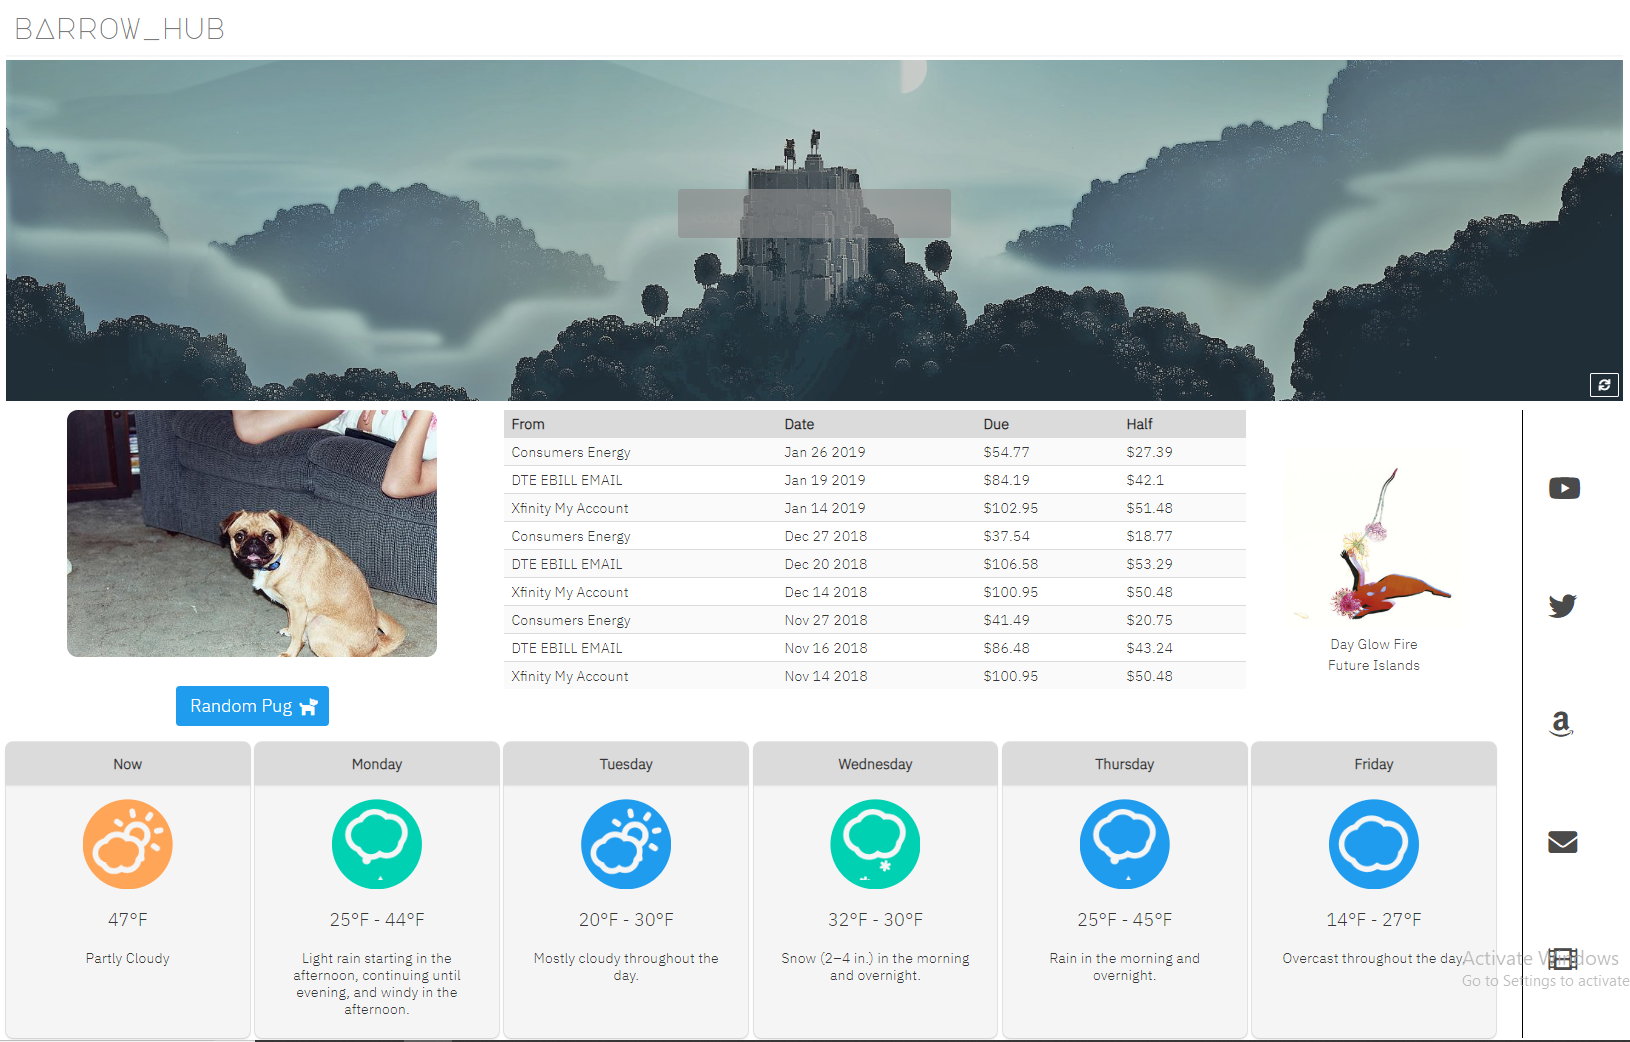 BARROW_HUB
From Date Due Half
Consumers Energy Jan 26 2019 $54.77 $27.39
DTE EBILL EMAIL Jan 19 2019 $84.19 $42.1
Xfinity My Account Jan 14 2019 $102.95 $51.48
Consumers Energy Dec 27 2018 $37.54 $18.77
DTE EBILL EMAIL Dec 20 2018 $106.58 $53.29
Xfinity My Account Dec 14 2018 $100.95 $50.48
Consumers Energy Nov 27 2018 $41.49 $20.75
DTE EBILL EMAIL Nov 16 2018 $86.48 $43.24
Xfinity My Account Nov 14 2018 $100.95 $50.48
Day Glow Fire
Future Islands
Random Pug
Now
47°F
Partly Cloudy
Monday
25°F - 44°F
Light rain starting in the
afternoon, continuing until
evening, and windy in the
afternoon.
Tuesday
20°F - 30°F
Mostly cloudy throughout the
day.
Wednesday
32°F - 30°F
Snow (2–4 in.) in the morning
and overnight.
Thursday
25°F - 45°F
Rain in the morning and
overnight.
Friday
14°F - 27°F
Overcast throughout the day.
Activate Windows
Go to Settings to activate